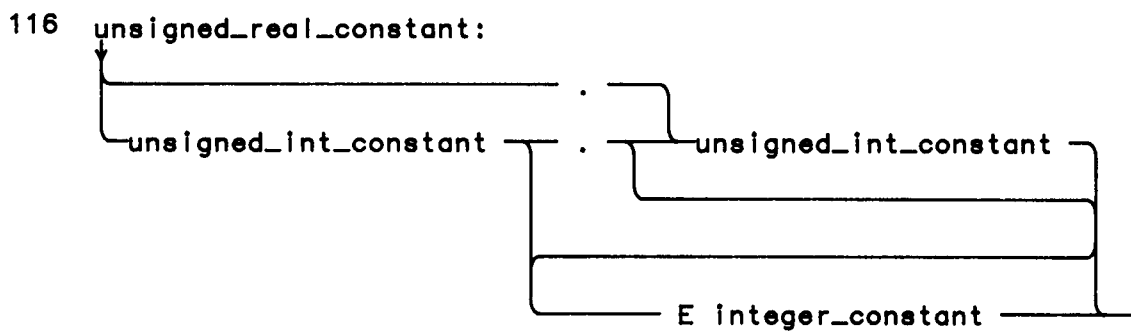 116 unsigned_real_constant:
.
unsigned_int_constant . unsigned_int_constant
E integer_constant